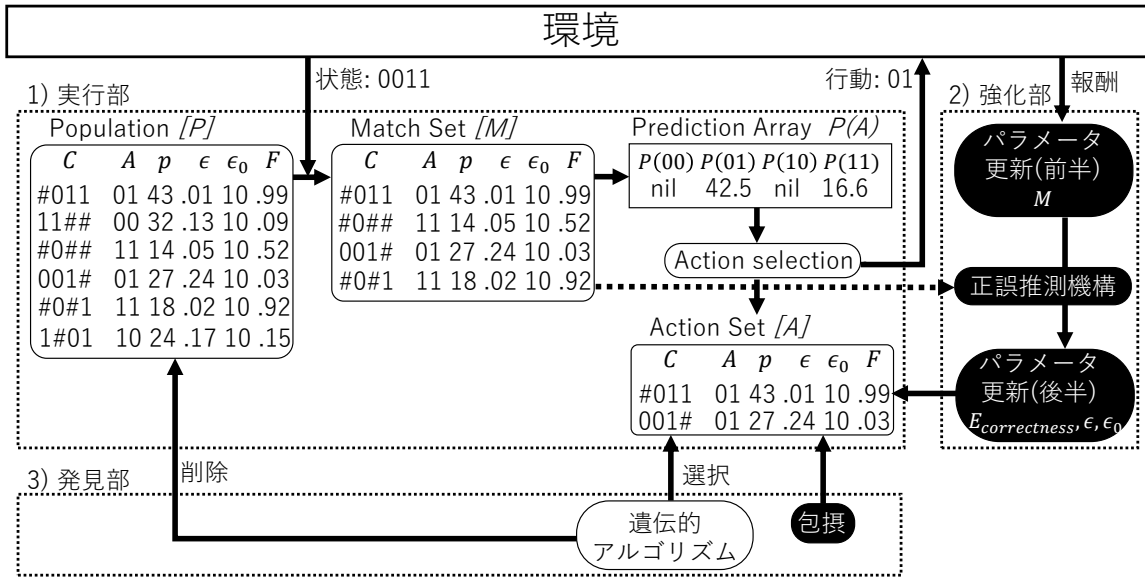 環境
状態: 0011
行動: 01
報酬
1) 実行部
2) 強化部
Population [P]
C A p ϵ ϵ₀ F
#011 01 43 .01 10 .99
11## 00 32 .13 10 .09
#0## 11 14 .05 10 .52
001# 01 27 .24 10 .03
#0#1 11 18 .02 10 .92
1#01 10 24 .17 10 .15
Match Set [M]
C A p ϵ ϵ₀ F
#011 01 43 .01 10 .99
#0## 11 14 .05 10 .52
001# 01 27 .24 10 .03
#0#1 11 18 .02 10 .92
Prediction Array P(A)
P(00) P(01) P(10) P(11)
nil 42.5 nil 16.6
Action selection
Action Set [A]
C A p ϵ ϵ₀ F
#011 01 43 .01 10 .99
001# 01 27 .24 10 .03
パラメータ
更新(前半)
M
正誤推測機構
パラメータ
更新(後半)
E_correctness, ϵ, ϵ₀
3) 発見部
削除
選択
遺伝的
アルゴリズム
包摂